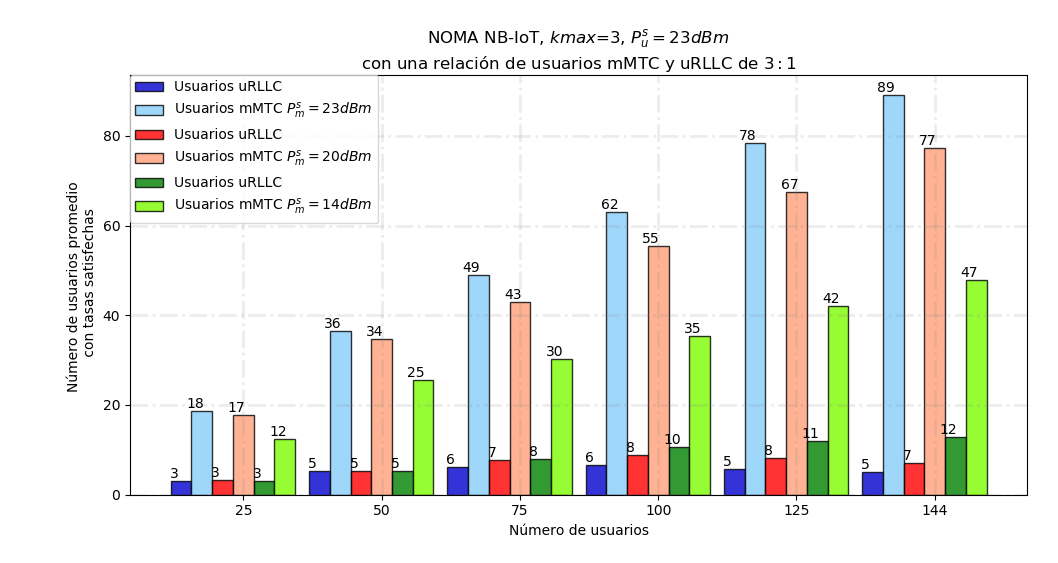 NOMA NB-IoT, kmax=3, P_u^s = 23dBm
con una relación de usuarios mMTC y uRLLC de 3 : 1
Usuarios uRLLC
Usuarios mMTC P_m^s = 23dBm
Usuarios uRLLC
Usuarios mMTC P_m^s = 20dBm
Usuarios uRLLC
Usuarios mMTC P_m^s = 14dBm
Número de usuarios promedio
con tasas satisfechas
80
60
40
20
0
3 18 3 17 3 12
5 36 5 34 5 25
6 49 7 43 8 30
6 62 8 55 10 35
5 78 8 67 11 42
5 89 7 77 12 47
25 50 75 100 125 144
Número de usuarios